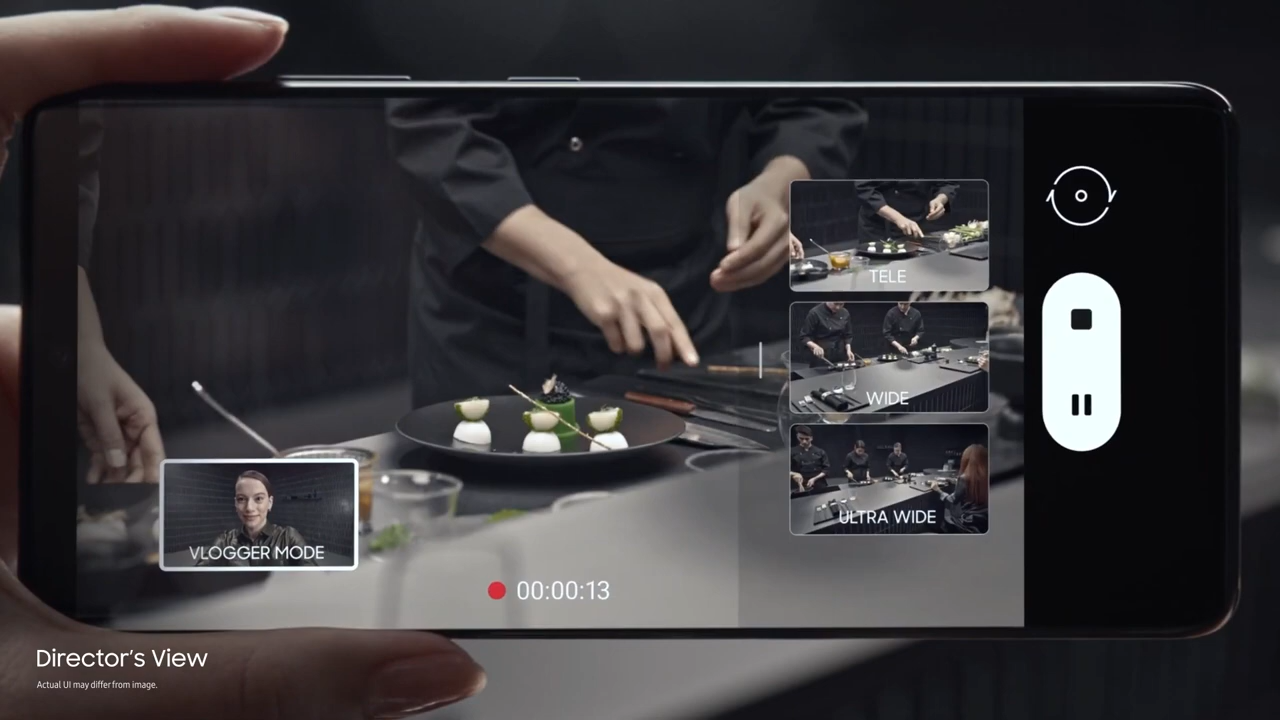 TELE
WIDE
ULTRA WIDE
VLOGGER MODE
00:00:13
Director's View
Actual UI may differ from image.